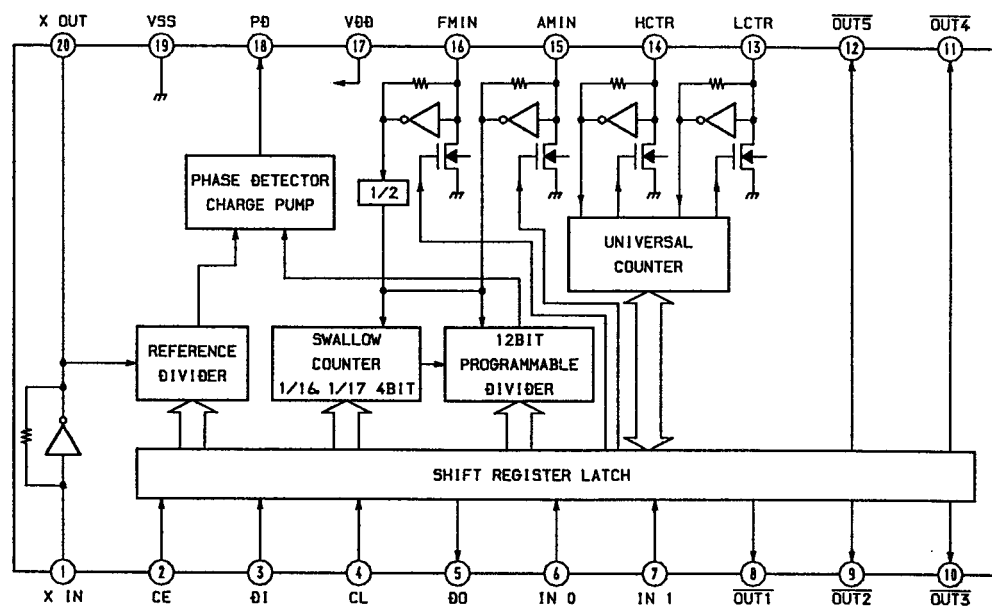 X OUT VSS PD VDD FMIN AMIN HCTR LCTR OUT5 OUT4
20 19 18 17 16 15 14 13 12 11
PHASE DETECTOR
CHARGE PUMP
1/2
UNIVERSAL
COUNTER
REFERENCE
DIVIDER
SWALLOW
COUNTER
1/16, 1/17 4BIT
12BIT
PROGRAMMABLE
DIVIDER
SHIFT REGISTER LATCH
1 2 3 4 5 6 7 8 9 10
X IN CE DI CL DO IN 0 IN 1 OUT1 OUT2 OUT3